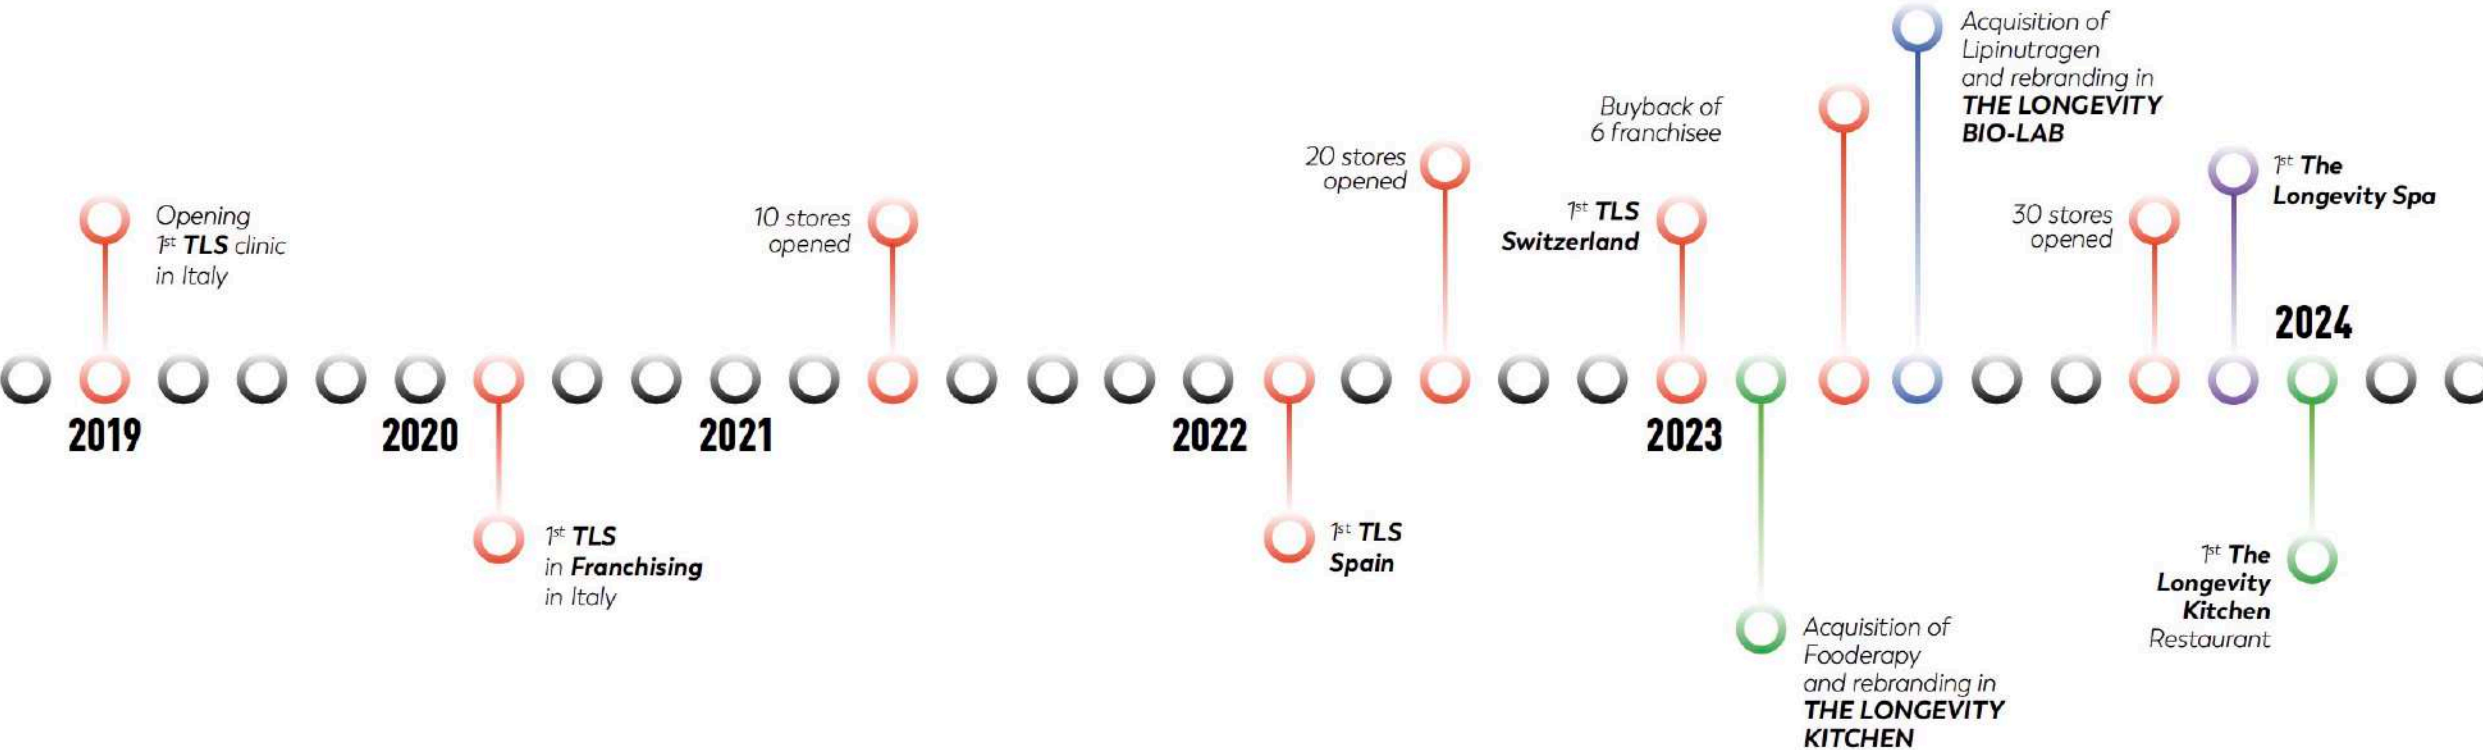 Opening
1st TLS clinic
in Italy
2019
2020
1st TLS
in Franchising
in Italy
10 stores
opened
2021
2022
1st TLS
Spain
20 stores
opened
1st TLS
Switzerland
2023
Acquisition of
Fooderapy
and rebranding in
THE LONGEVITY
KITCHEN
Buyback of
6 franchisee
Acquisition of
Lipinutragen
and rebranding in
THE LONGEVITY
BIO-LAB
30 stores
opened
1st The
Longevity Spa
2024
1st The
Longevity
Kitchen
Restaurant